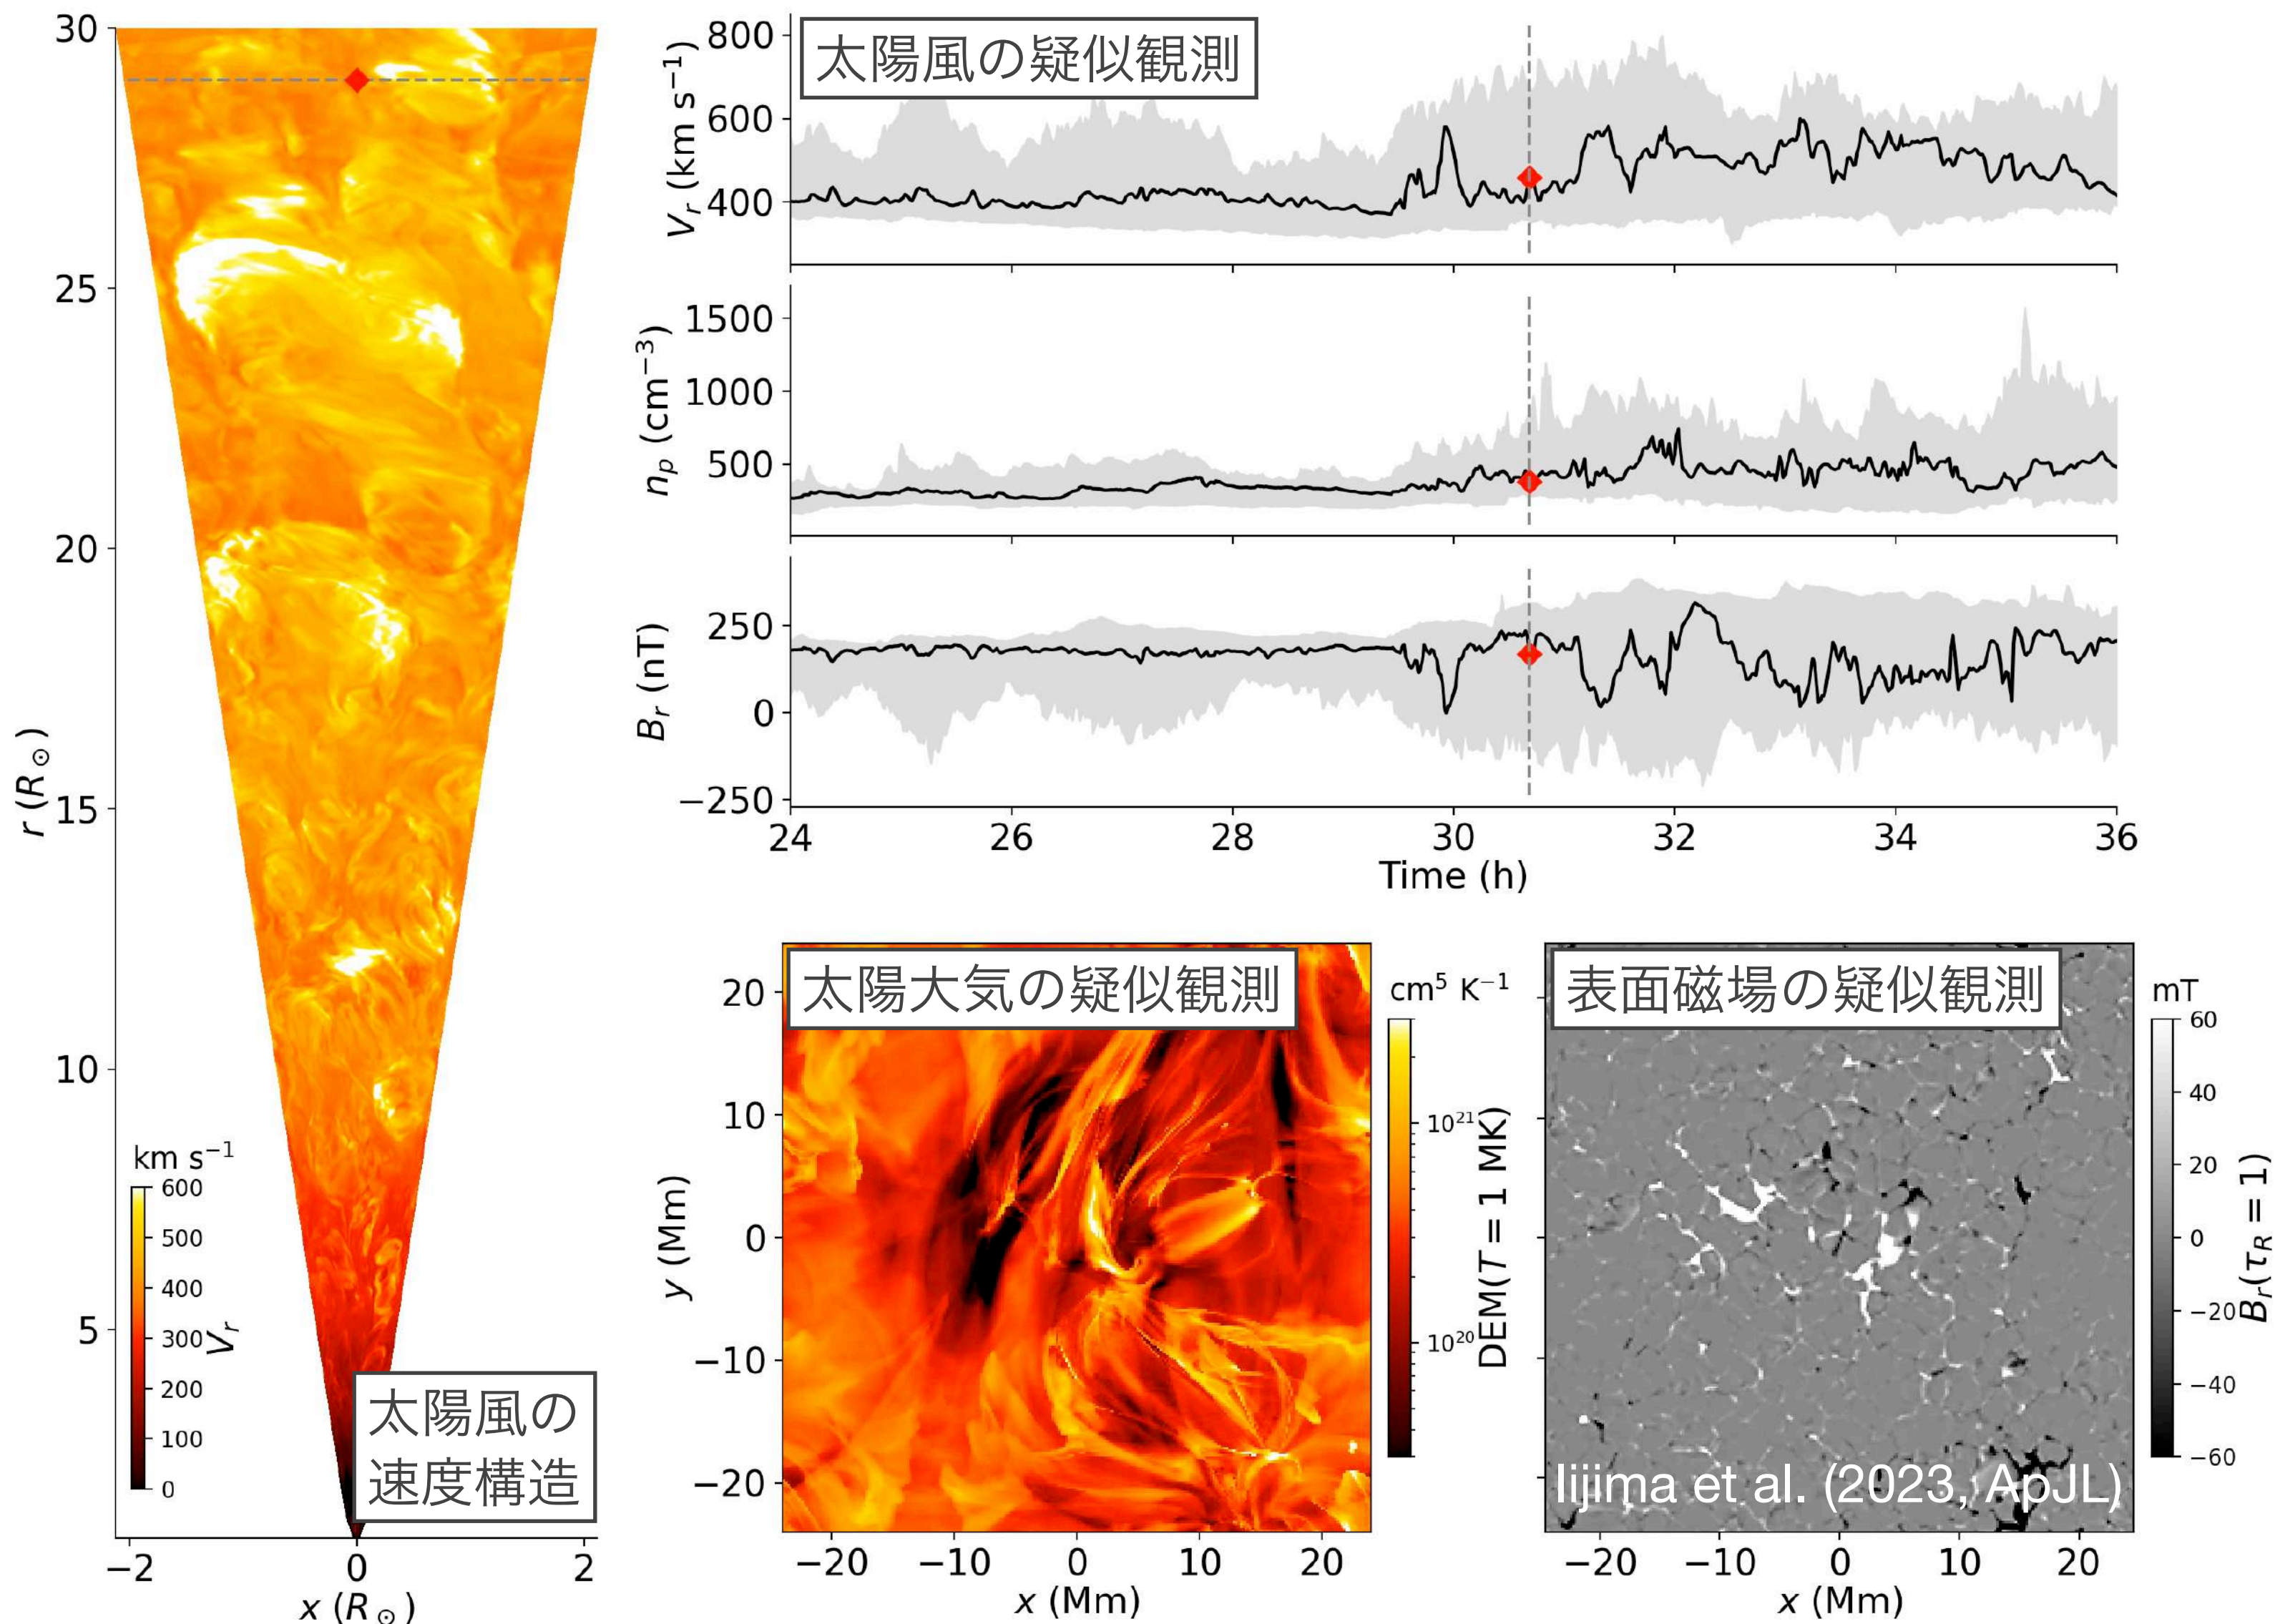 30
25
20
15
10
5
r (R⊙)
km s⁻¹
600
500
400
300
200
100
0
Vr
太陽風の
速度構造
−2
0
2
x (R⊙)
太陽風の疑似観測
800
600
400
Vr (km s⁻¹)
1500
1000
500
np (cm⁻³)
250
0
−250
Br (nT)
24
26
28
30
32
34
36
Time (h)
太陽大気の疑似観測
20
10
0
−10
−20
y (Mm)
−20
−10
0
10
20
x (Mm)
cm⁵ K⁻¹
10²¹
10²⁰
DEM(T = 1 MK)
表面磁場の疑似観測
Iijima et al. (2023, ApJL)
−20
−10
0
10
20
x (Mm)
mT
60
40
20
0
−20
−40
−60
Br(τR = 1)